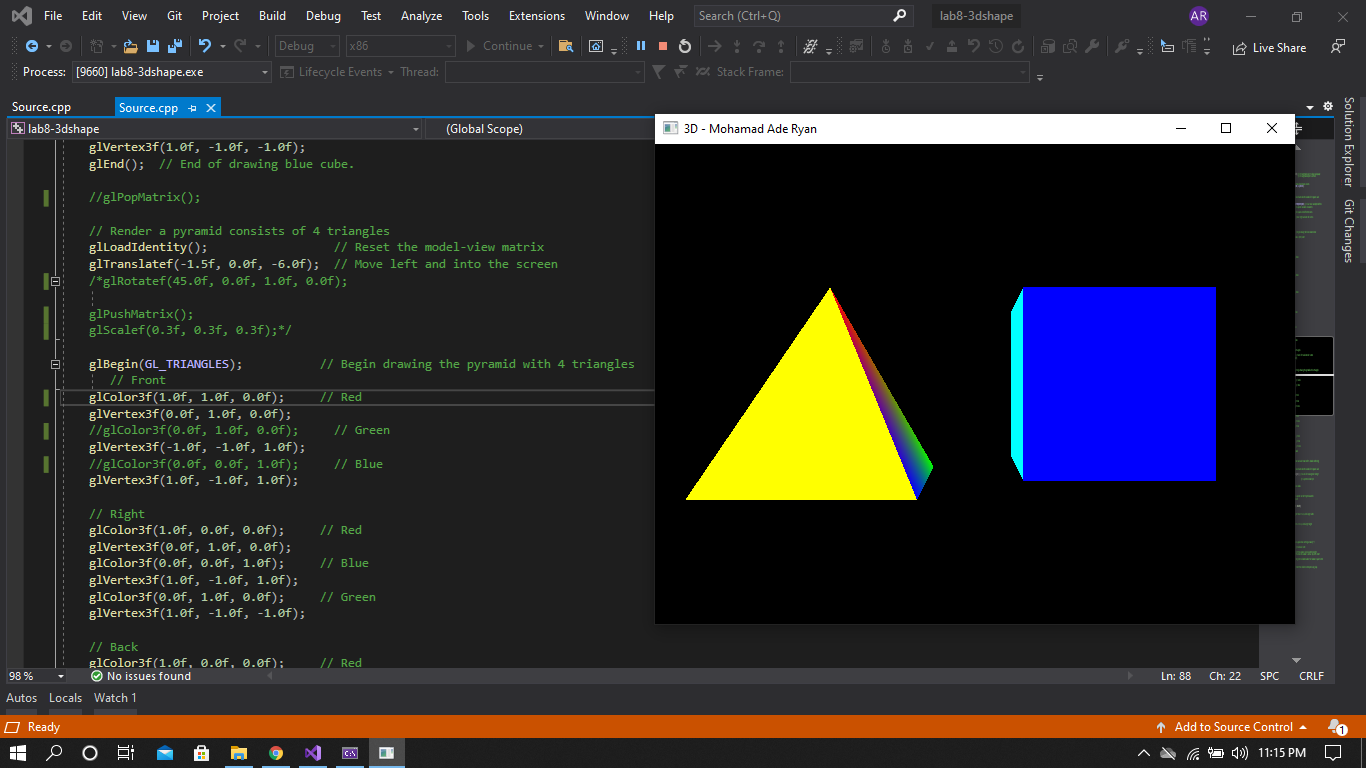 File Edit View Git Project Build Debug Test Analyze Tools Extensions Window Help Search (Ctrl+Q) lab8-3dshape AR
Debug x86 Continue Live Share
Process: [9660] lab8-3dshape.exe Lifecycle Events Thread: Stack Frame:
Source.cpp Source.cpp
lab8-3dshape (Global Scope)
3D - Mohamad Ade Ryan
Solution Explorer
Git Changes
glVertex3f(1.0f, -1.0f, -1.0f);
glEnd(); // End of drawing blue cube.
//glPopMatrix();
// Render a pyramid consists of 4 triangles
glLoadIdentity(); // Reset the model-view matrix
glTranslatef(-1.5f, 0.0f, -6.0f); // Move left and into the screen
/*glRotatef(45.0f, 0.0f, 1.0f, 0.0f);
glPushMatrix();
glScalef(0.3f, 0.3f, 0.3f);*/
glBegin(GL_TRIANGLES); // Begin drawing the pyramid with 4 triangles
// Front
glColor3f(1.0f, 1.0f, 0.0f); // Red
glVertex3f(0.0f, 1.0f, 0.0f);
//glColor3f(0.0f, 1.0f, 0.0f); // Green
glVertex3f(-1.0f, -1.0f, 1.0f);
//glColor3f(0.0f, 0.0f, 1.0f); // Blue
glVertex3f(1.0f, -1.0f, 1.0f);
// Right
glColor3f(1.0f, 0.0f, 0.0f); // Red
glVertex3f(0.0f, 1.0f, 0.0f);
glColor3f(0.0f, 0.0f, 1.0f); // Blue
glVertex3f(1.0f, -1.0f, 1.0f);
glColor3f(0.0f, 1.0f, 0.0f); // Green
glVertex3f(1.0f, -1.0f, -1.0f);
// Back
glColor3f(1.0f, 0.0f, 0.0f); // Red
98 % No issues found Ln: 88 Ch: 22 SPC CRLF
Autos Locals Watch 1
Ready Add to Source Control 1
11:15 PM